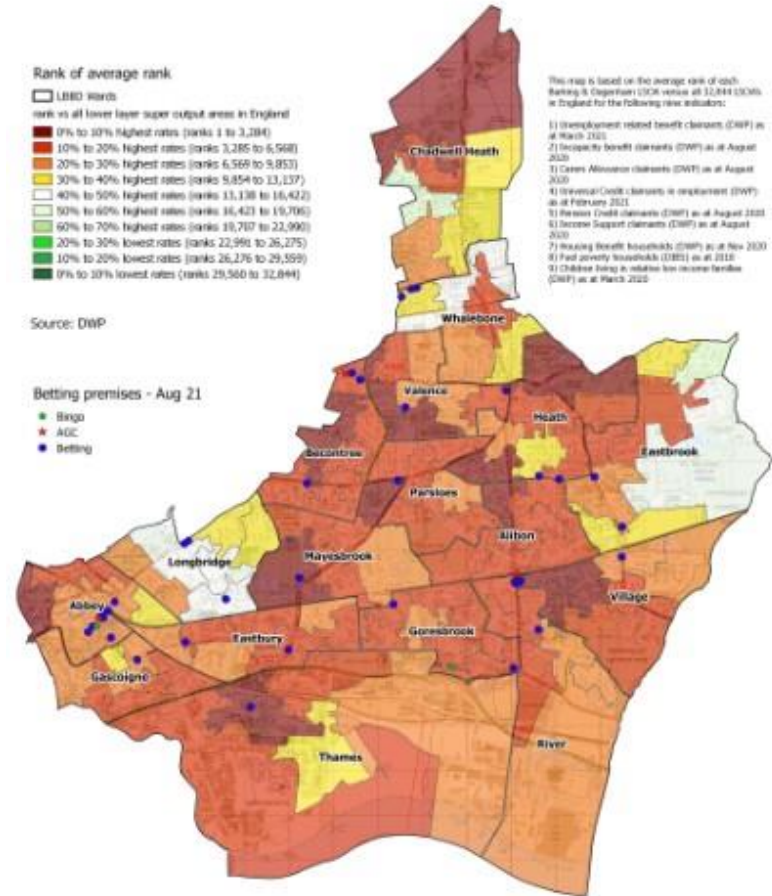 Rank of average rank
LBBD Wards
rank vs all lower layer super output areas in England
0% to 10% highest rates (ranks 1 to 3,284)
10% to 20% highest rates (ranks 3,285 to 6,568)
20% to 30% highest rates (ranks 6,569 to 9,853)
30% to 40% highest rates (ranks 9,854 to 13,137)
40% to 50% highest rates (ranks 13,138 to 16,422)
50% to 60% highest rates (ranks 16,423 to 19,706)
60% to 70% highest rates (ranks 19,707 to 22,990)
20% to 30% lowest rates (ranks 22,991 to 26,275)
10% to 20% lowest rates (ranks 26,276 to 29,559)
0% to 10% lowest rates (ranks 29,560 to 32,844)
Source: DWP
Betting premises - Aug 21
Bingo
AGC
Betting
This map is based on the average rank of each
Barking & Dagenham LSOA versus all 32,844 LSOAs
in England for the following nine indicators:
1) Unemployment related benefit claimants (DWP) as
at March 2021
2) Incapacity benefit claimants (DWP) as at August
2020
3) Carers Allowance claimants (DWP) as at August
2020
4) Universal Credit claimants in employment (DWP)
as at February 2021
5) Pension Credit claimants (DWP) as at August 2020
6) Income Support claimants (DWP) as at August
2020
7) Housing Benefit households (DWP) as at Nov 2020
8) Fuel poverty households (BEIS) as at 2018
9) Children living in relative low income families
(DWP) as at March 2020
Chadwell Heath
Whalebone
Valence
Heath
Becontree
Eastbrook
Parsloes
Alibon
Longbridge
Mayesbrook
Abbey
Village
Eastbury
Goresbrook
Gascoigne
River
Thames